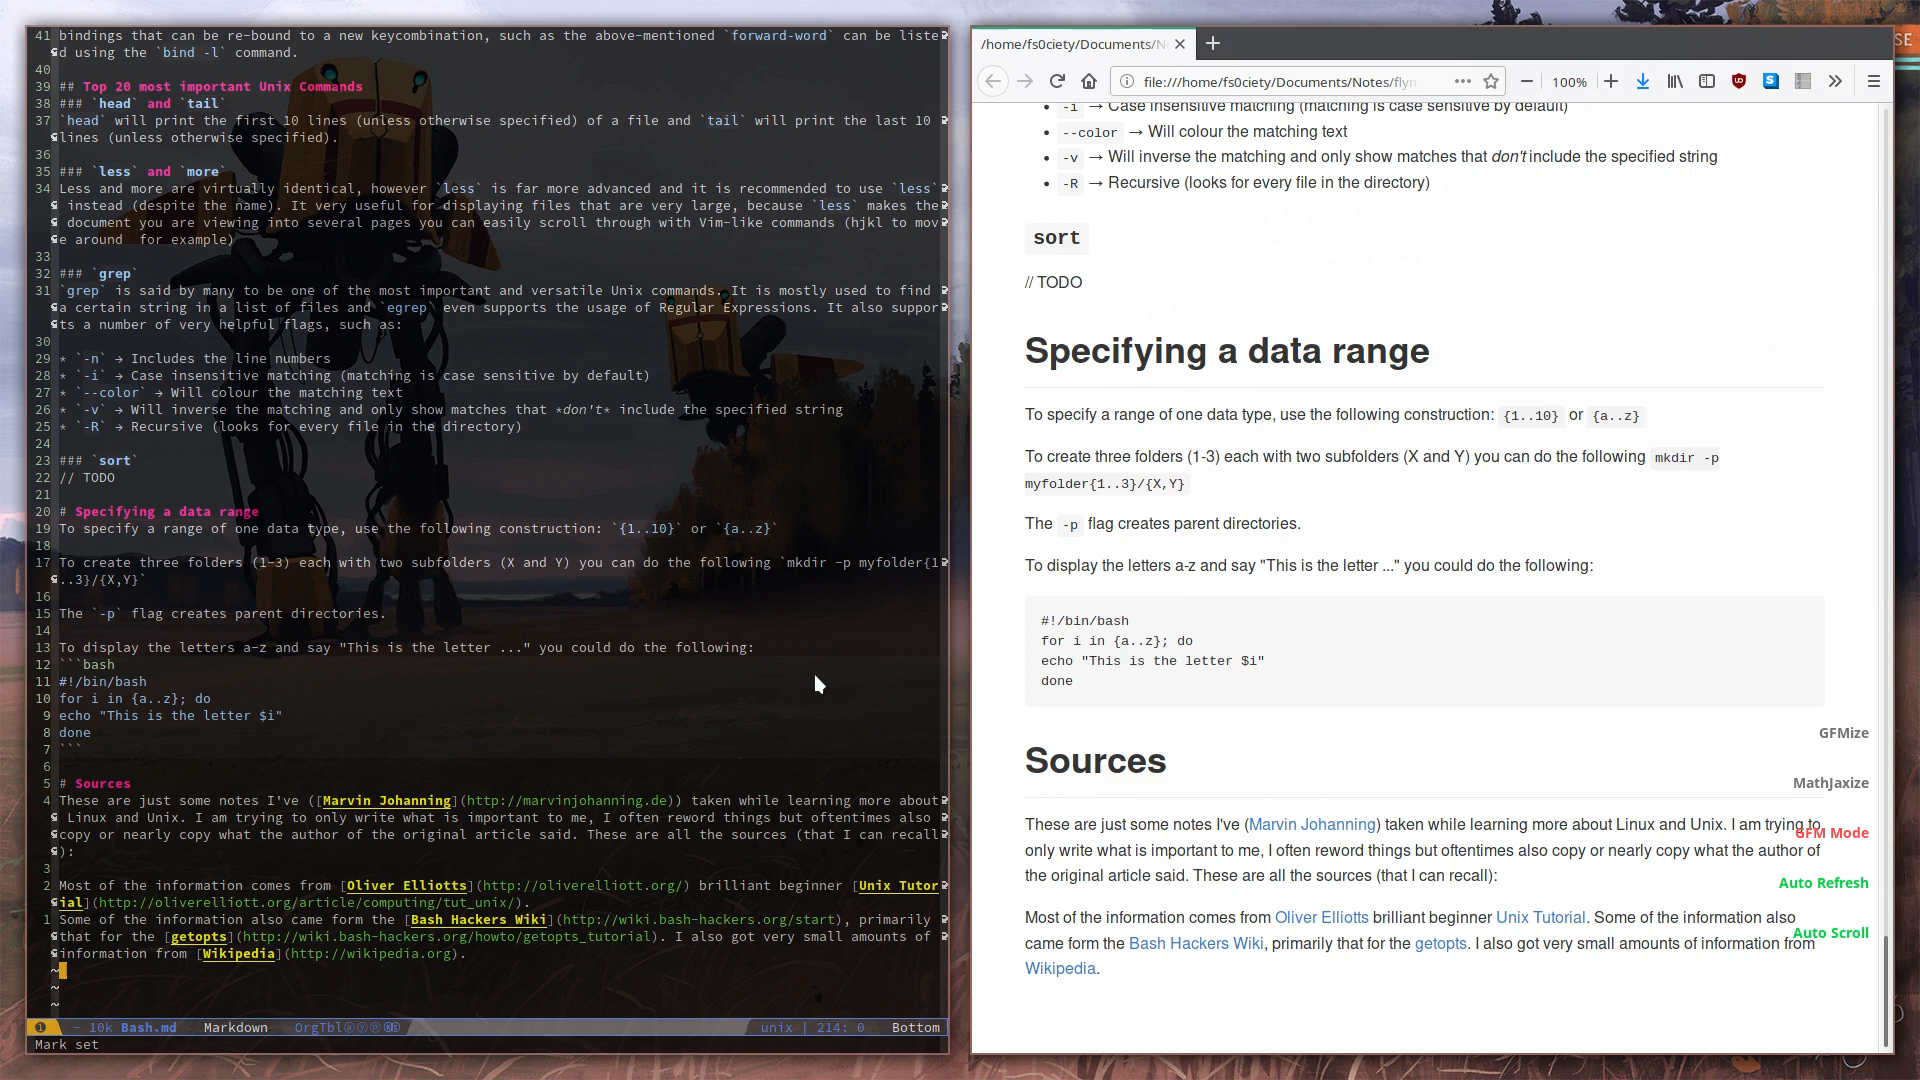 41 bindings that can be re-bound to a new keycombination, such as the above-mentioned `forward-word` can be liste
d using the `bind -l` command.
40
39 ## Top 20 most important Unix Commands
38 ### `head` and `tail`
37 `head` will print the first 10 lines (unless otherwise specified) of a file and `tail` will print the last 10
lines (unless otherwise specified).
36
35 ### `less` and `more`
34 Less and more are virtually identical, however `less` is far more advanced and it is recommended to use `less`
instead (despite the name). It very useful for displaying files that are very large, because `less` makes the
document you are viewing into several pages you can easily scroll through with Vim-like commands (hjkl to mov
e around  for example)
33
32 ### `grep`
31 `grep` is said by many to be one of the most important and versatile Unix commands. It is mostly used to find
a certain string in a list of files and `egrep` even supports the usage of Regular Expressions. It also suppor
ts a number of very helpful flags, such as:
30
29 * `-n` → Includes the line numbers
28 * `-i` → Case insensitive matching (matching is case sensitive by default)
27 * `--color` → Will colour the matching text
26 * `-v` → Will inverse the matching and only show matches that *don't* include the specified string
25 * `-R` → Recursive (looks for every file in the directory)
24
23 ### `sort`
22 // TODO
21
20 # Specifying a data range
19 To specify a range of one data type, use the following construction: `{1..10}` or `{a..z}`
18
17 To create three folders (1-3) each with two subfolders (X and Y) you can do the following `mkdir -p myfolder{1
..3}/{X,Y}`
16
15 The `-p` flag creates parent directories.
14
13 To display the letters a-z and say "This is the letter ..." you could do the following:
12 ```bash
11 #!/bin/bash
10 for i in {a..z}; do
9 echo "This is the letter $i"
8 done
7 ```
6
5 # Sources
4 These are just some notes I've ([Marvin Johanning](http://marvinjohanning.de)) taken while learning more about
Linux and Unix. I am trying to only write what is important to me, I often reword things but oftentimes also
copy or nearly copy what the author of the original article said. These are all the sources (that I can recall
):
3
2 Most of the information comes from [Oliver Elliotts](http://oliverelliott.org/) brilliant beginner [Unix Tutor
ial](http://oliverelliott.org/article/computing/tut_unix/).
1 Some of the information also came form the [Bash Hackers Wiki](http://wiki.bash-hackers.org/start), primarily
that for the [getopts](http://wiki.bash-hackers.org/howto/getopts_tutorial). I also got very small amounts of
information from [Wikipedia](http://wikipedia.org).
~
~
~
1 - 10k Bash.md Markdown OrgTbl unix | 214: 0 Bottom
Mark set
/home/fs0ciety/Documents/N
file:///home/fs0ciety/Documents/Notes/flym
100%
-i → Case insensitive matching (matching is case sensitive by default)
--color → Will colour the matching text
-v → Will inverse the matching and only show matches that don't include the specified string
-R → Recursive (looks for every file in the directory)
sort
// TODO
Specifying a data range
To specify a range of one data type, use the following construction: {1..10} or {a..z}
To create three folders (1-3) each with two subfolders (X and Y) you can do the following mkdir -p
myfolder{1..3}/{X,Y}
The -p flag creates parent directories.
To display the letters a-z and say "This is the letter ..." you could do the following:
#!/bin/bash
for i in {a..z}; do
echo "This is the letter $i"
done
GFMize
Sources
MathJaxize
These are just some notes I've (Marvin Johanning) taken while learning more about Linux and Unix. I am trying to
GFM Mode
only write what is important to me, I often reword things but oftentimes also copy or nearly copy what the author of
the original article said. These are all the sources (that I can recall):
Auto Refresh
Most of the information comes from Oliver Elliotts brilliant beginner Unix Tutorial. Some of the information also
Auto Scroll
came form the Bash Hackers Wiki, primarily that for the getopts. I also got very small amounts of information from
Wikipedia.
SE